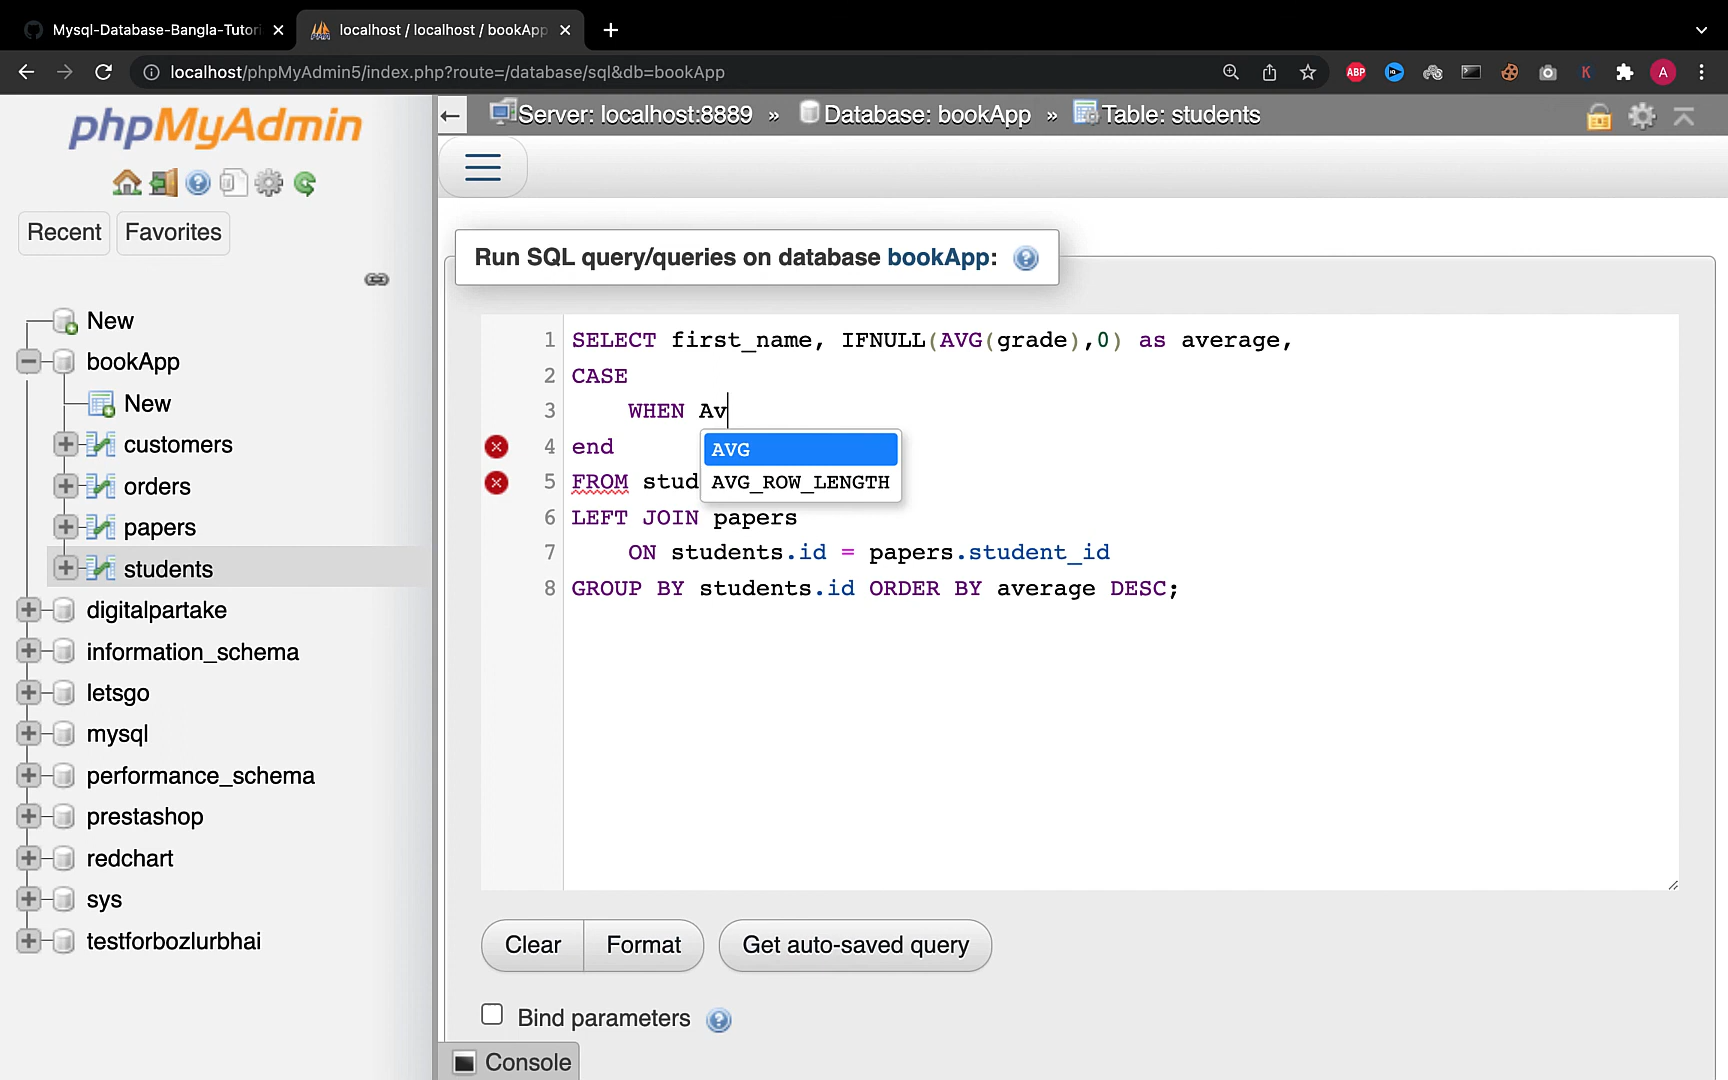 Mysql-Database-Bangla-Tutori
localhost / localhost / bookApp
localhost/phpMyAdmin5/index.php?route=/database/sql&db=bookApp
ABP
K
A
phpMyAdmin
Recent
Favorites
New
bookApp
New
customers
orders
papers
students
digitalpartake
information_schema
letsgo
mysql
performance_schema
prestashop
redchart
sys
testforbozlurbhai
Server: localhost:8889 » Database: bookApp » Table: students
Run SQL query/queries on database bookApp:
1 SELECT first_name, IFNULL(AVG(grade),0) as average,
2 CASE
3 WHEN Av
AVG
AVG_ROW_LENGTH
4 end
5 FROM stud
6 LEFT JOIN papers
7 ON students.id = papers.student_id
8 GROUP BY students.id ORDER BY average DESC;
Clear
Format
Get auto-saved query
Bind parameters
Console